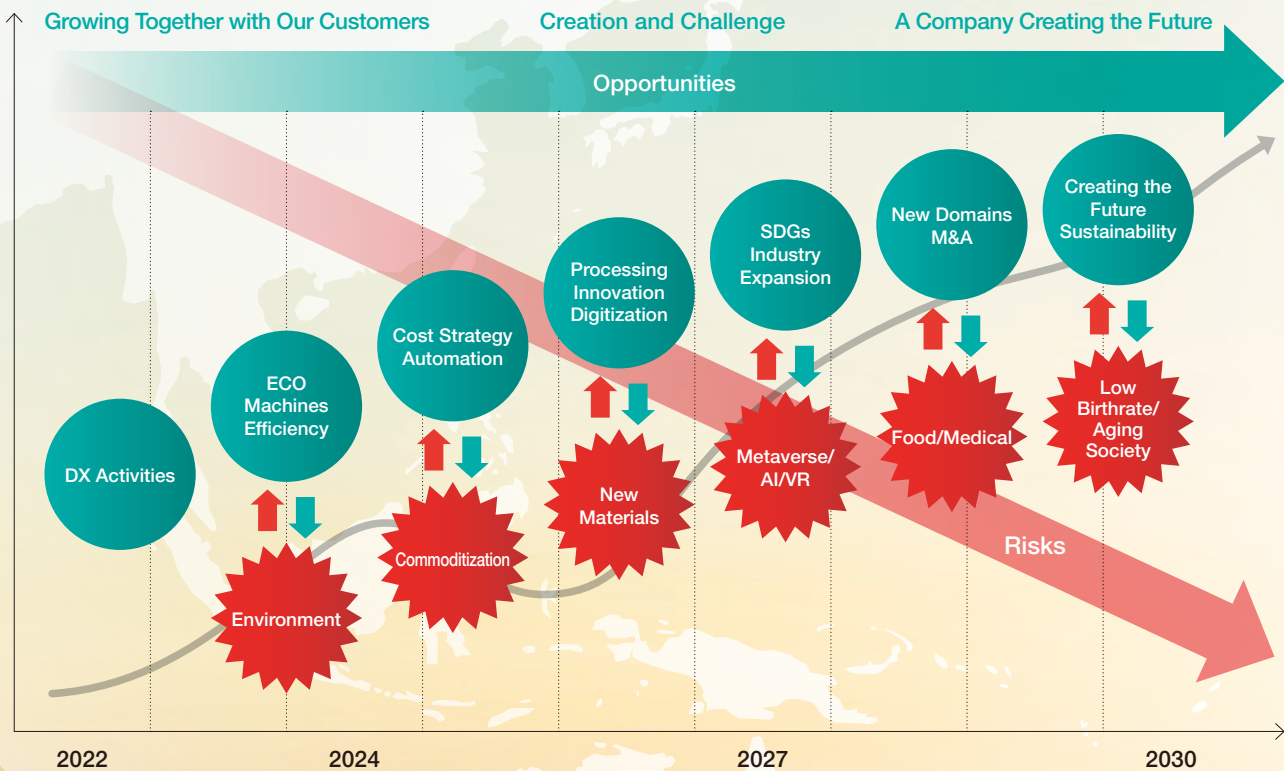 Growing Together with Our Customers
Creation and Challenge
A Company Creating the Future
Opportunities
DX Activities
ECO
Machines
Efficiency
Environment
Cost Strategy
Automation
Commoditization
Processing
Innovation
Digitization
New
Materials
SDGs
Industry
Expansion
Metaverse/
AI/VR
New Domains
M&A
Food/Medical
Creating the
Future
Sustainability
Low
Birthrate/
Aging
Society
Risks
2022
2024
2027
2030